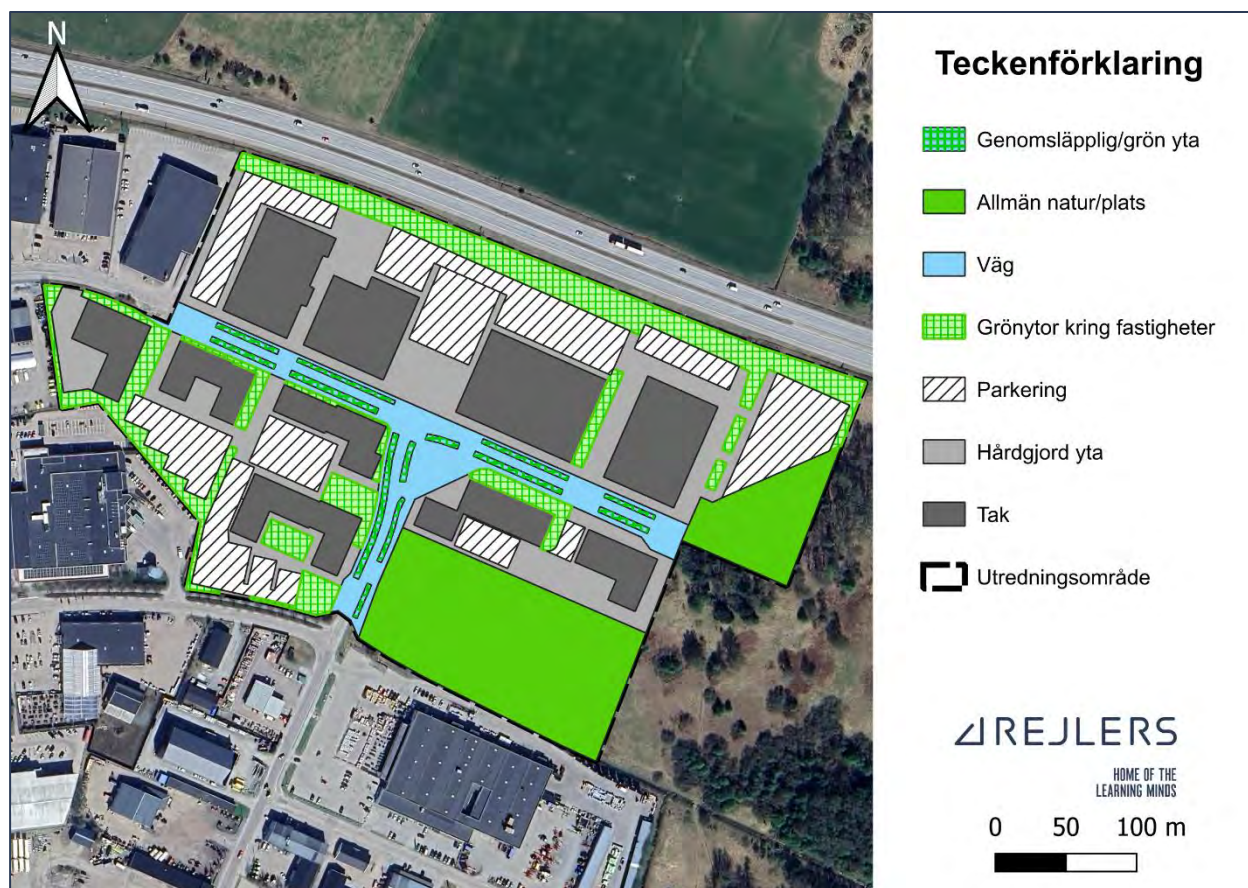 N
Teckenförklaring
Genomsläpplig/grön yta
Allmän natur/plats
Väg
Grönytor kring fastigheter
Parkering
Hårdgjord yta
Tak
Utredningsområde
REJLERS
HOME OF THE
LEARNING MINDS
0 50 100 m